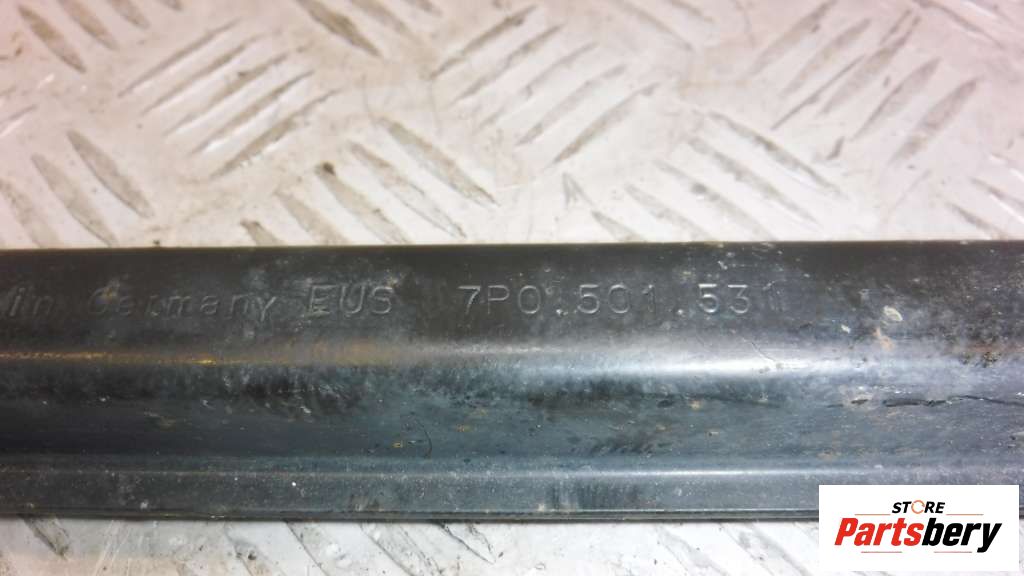 in Germany EUS 7P0.501.531
STORE
Partsbery